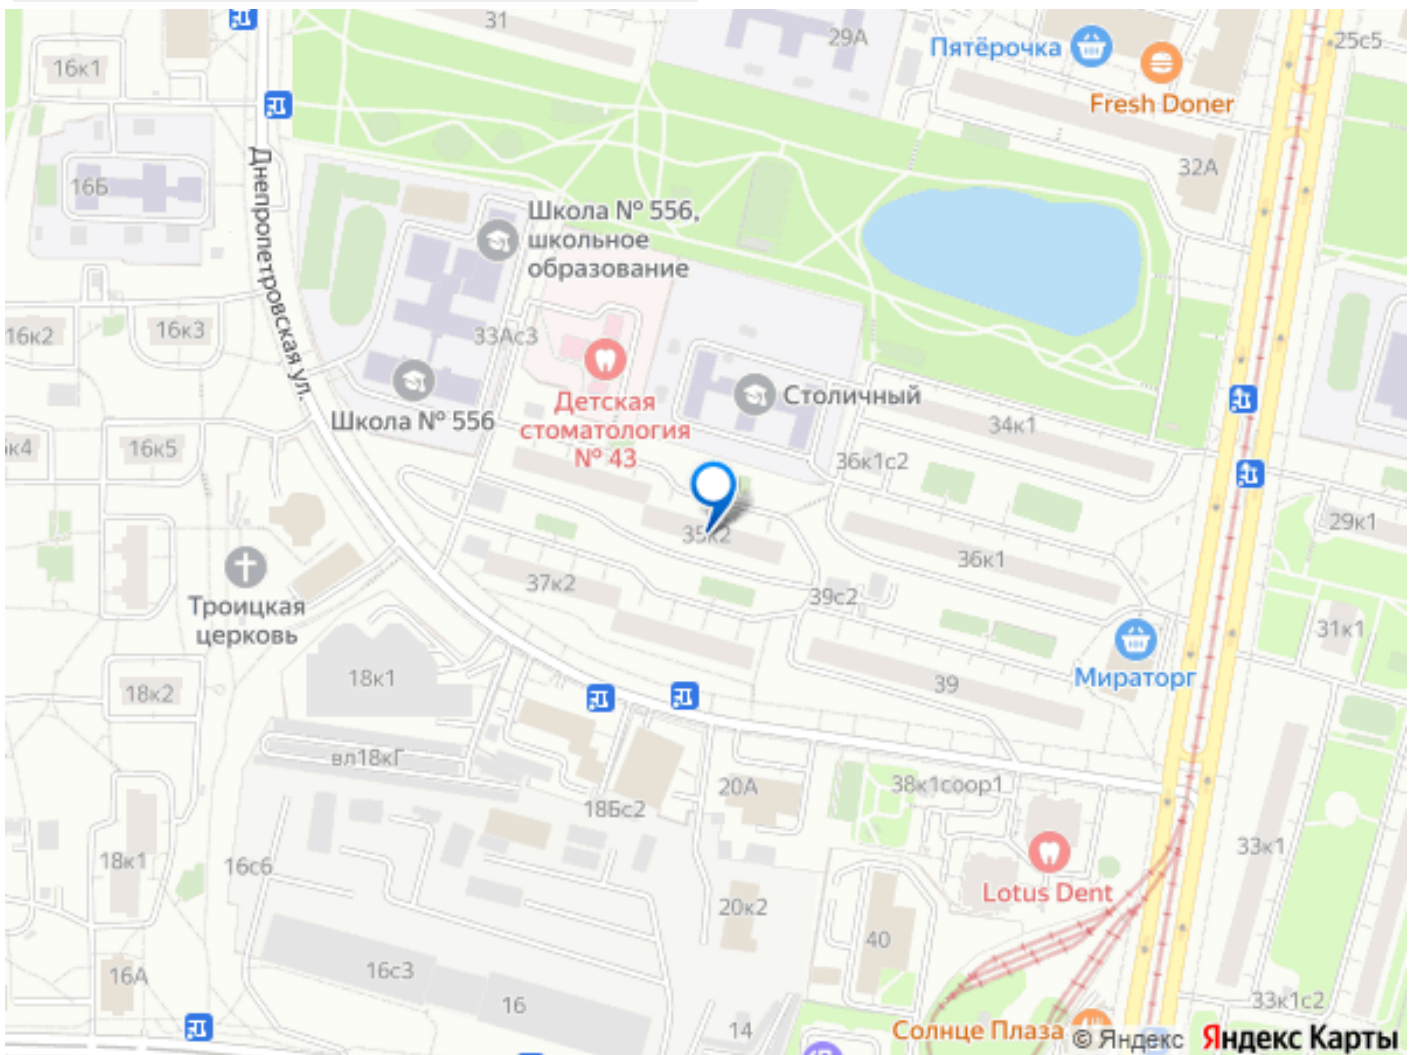 31
29А
25с5
Пятёрочка
Fresh Doner
16к1
32А
16Б
Днепропетровская ул.
Школа № 556,
школьное
образование
16к2
16к3
33Ас3
Школа № 556
Детская
стоматология
№ 43
Столичный
34к1
36к1с2
к4
16к5
35к2
29к1
36к1
37к2
39с2
Троицкая
церковь
31к1
Мираторг
18к1
39
18к2
вл18кГ
20А
38к1соор1
18Бс2
33к1
18к1
16с6
Lotus Dent
20к2
40
16А
16с3
16
33к1с2
14
Солнце Плаза
© Яндекс Яндекс Карты